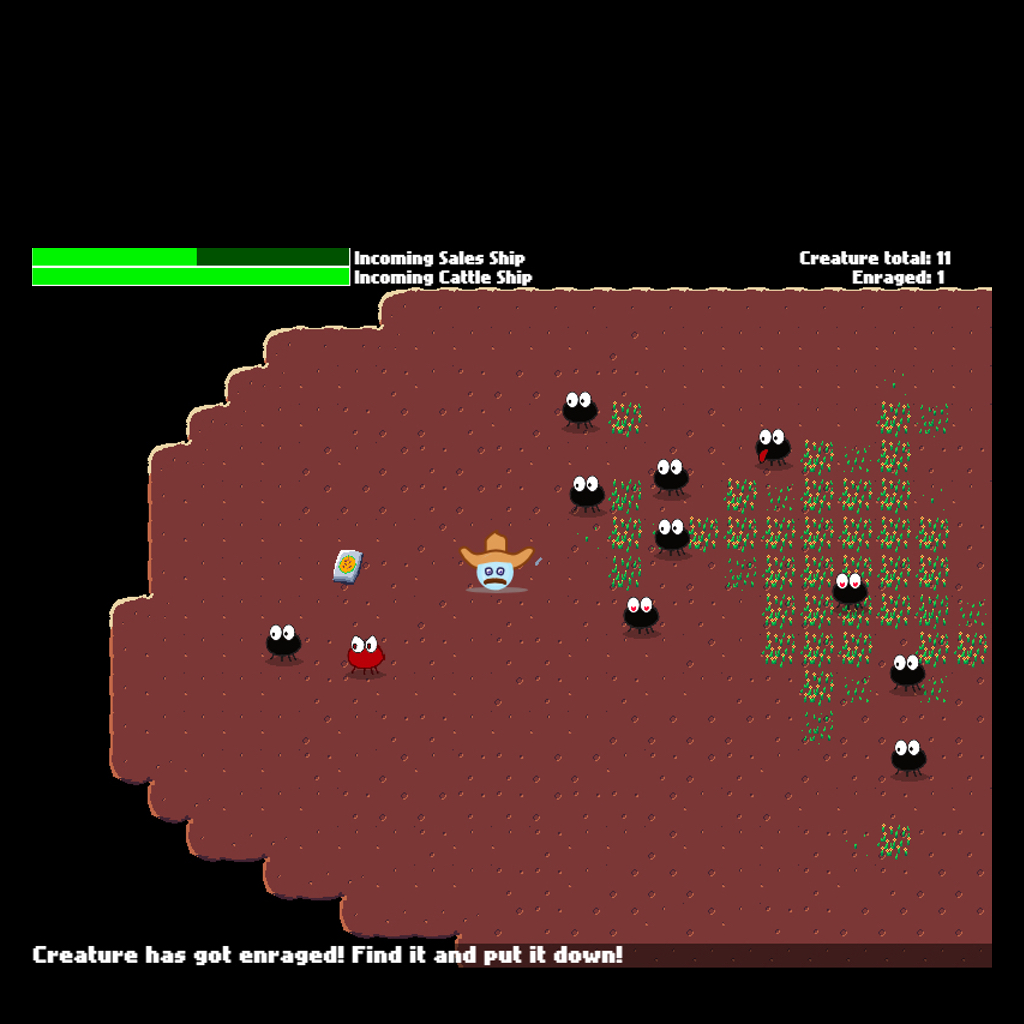 Incoming Sales Ship
Creature total: 11
Incoming Cattle Ship
Enraged: 1
Creature has got enraged! Find it and put it down!